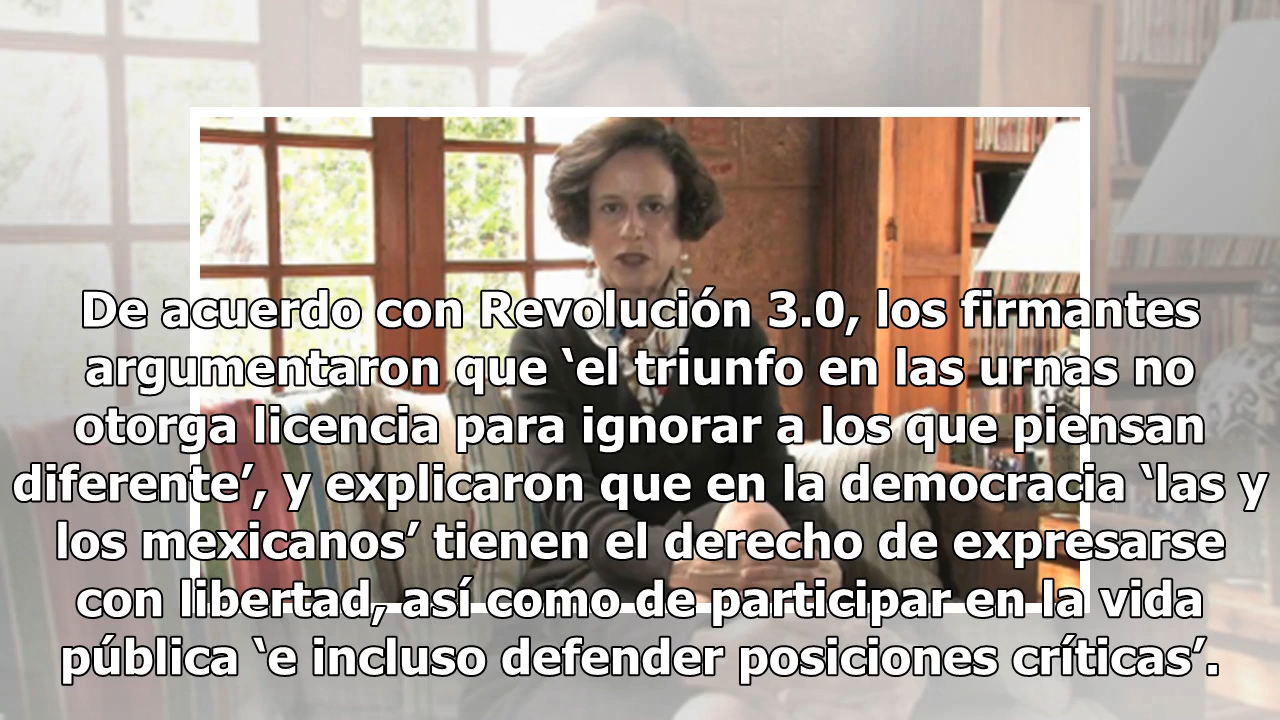 De acuerdo con Revolución 3.0, los firmantes
argumentaron que ‘el triunfo en las urnas no
otorga licencia para ignorar a los que piensan
diferente’, y explicaron que en la democracia ‘las y
los mexicanos’ tienen el derecho de expresarse
con libertad, así como de participar en la vida
pública ‘e incluso defender posiciones críticas’.